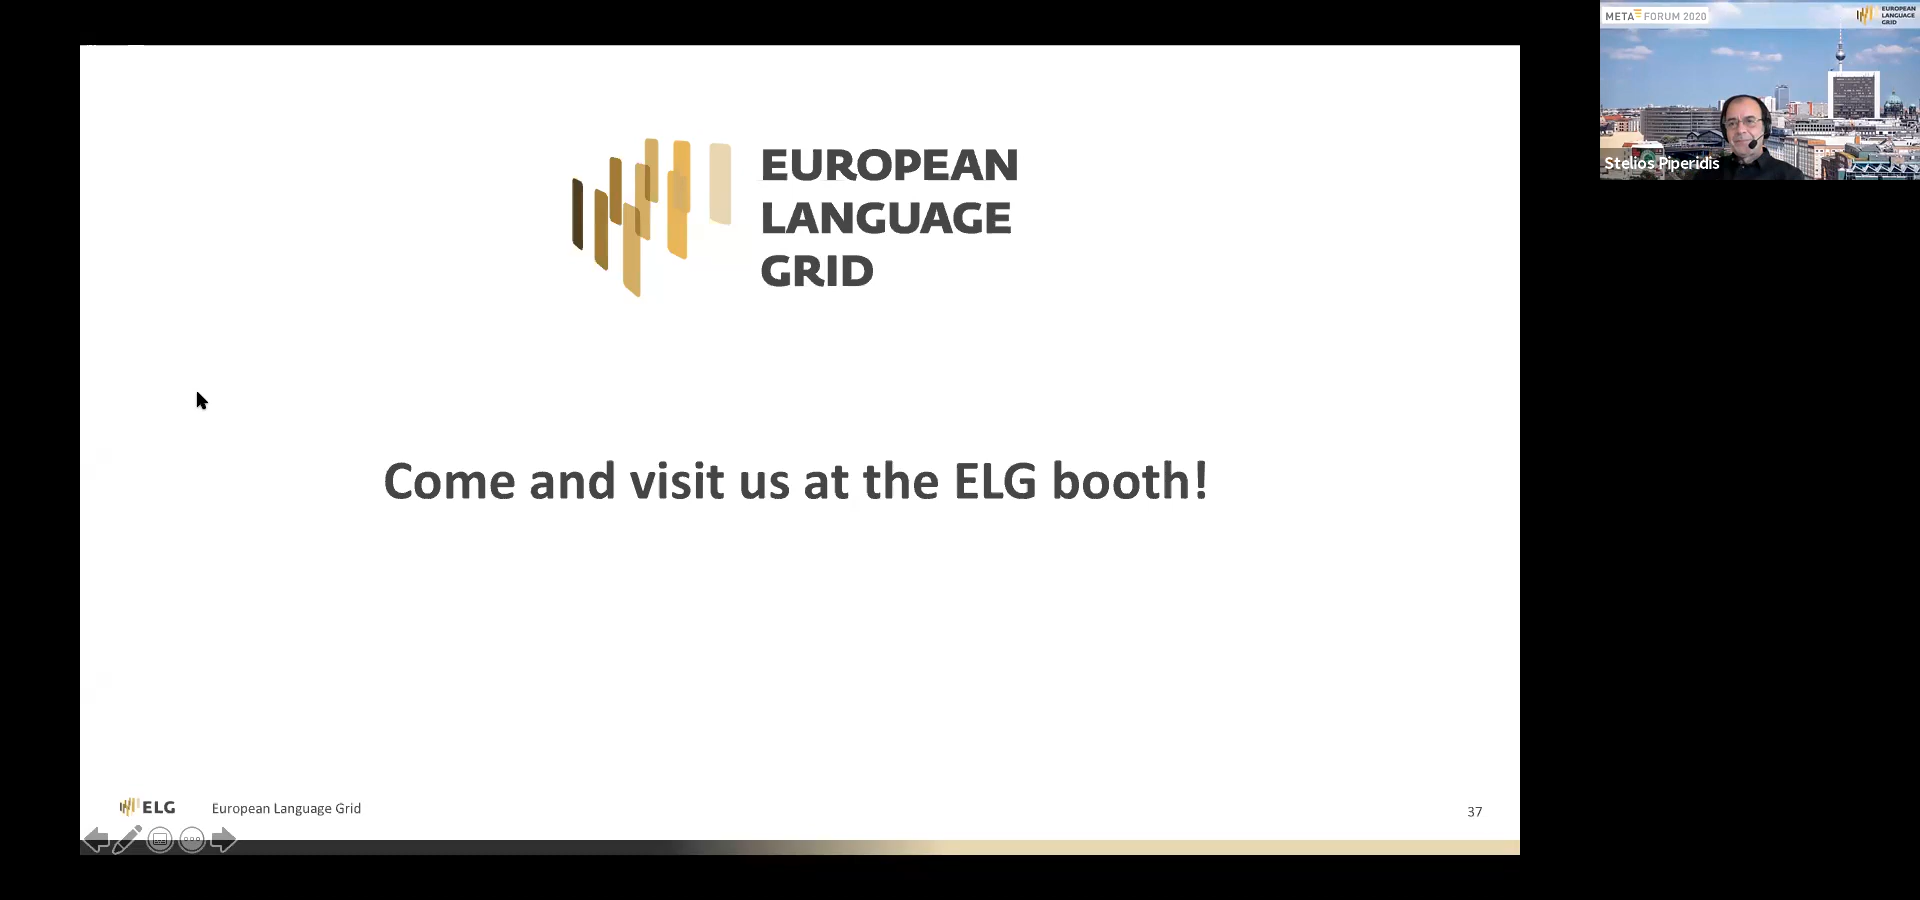 EUROPEAN
LANGUAGE
GRID
Come and visit us at the ELG booth!
ELG
European Language Grid
37
META FORUM 2020
EUROPEAN
LANGUAGE
GRID
Stelios Piperidis